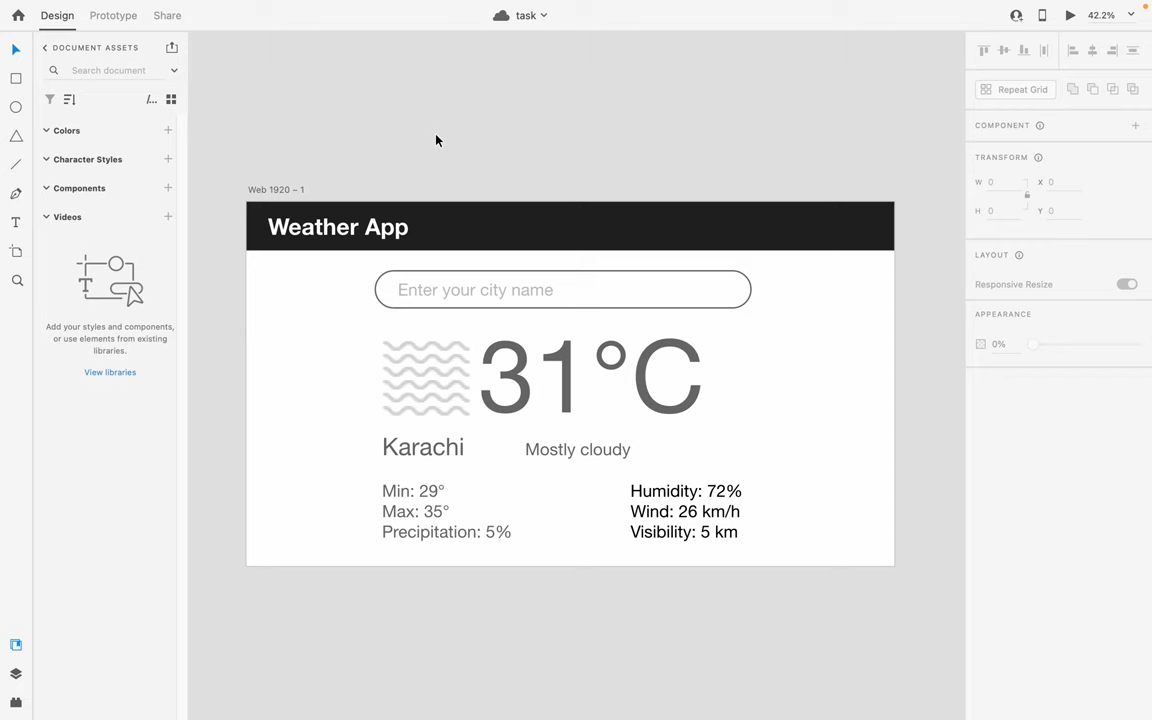 Design Prototype Share task 42.2%
DOCUMENT ASSETS
Search document
/...
Colors
Character Styles
Components
Videos
T
Add your styles and components,
or use elements from existing
libraries.
View libraries
Web 1920 – 1
Weather App
Enter your city name
31°C
Karachi Mostly cloudy
Min: 29°
Max: 35°
Precipitation: 5%
Humidity: 72%
Wind: 26 km/h
Visibility: 5 km
Repeat Grid
COMPONENT
TRANSFORM
W 0 X 0
H 0 Y 0
LAYOUT
Responsive Resize
APPEARANCE
0%